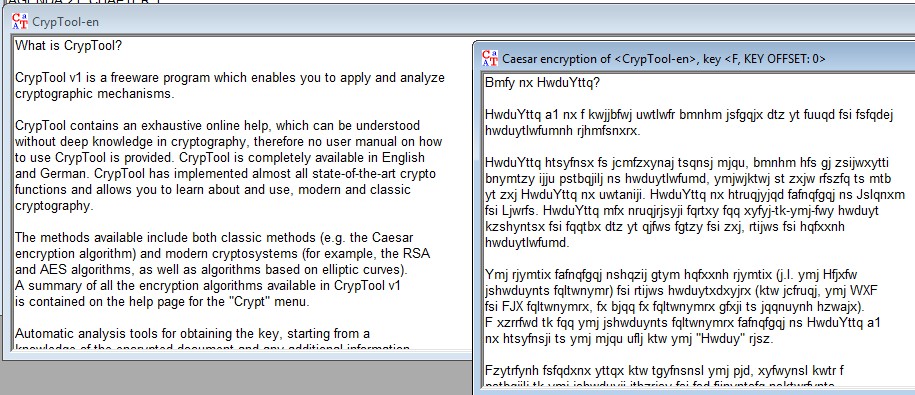 CrypTool-en
What is CrypTool?
CrypTool v1 is a freeware program which enables you to apply and analyze
cryptographic mechanisms.
CrypTool contains an exhaustive online help, which can be understood
without deep knowledge in cryptography, therefore no user manual on how
to use CrypTool is provided. CrypTool is completely available in English
and German. CrypTool has implemented almost all state-of-the-art crypto
functions and allows you to learn about and use, modern and classic
cryptography.
The methods available include both classic methods (e.g. the Caesar
encryption algorithm) and modern cryptosystems (for example, the RSA
and AES algorithms, as well as algorithms based on elliptic curves).
A summary of all the encryption algorithms available in CrypTool v1
is contained on the help page for the "Crypt" menu.
Automatic analysis tools for obtaining the key, starting from a
knowledge of the encrypted document and any additional information
Caesar encryption of <CrypTool-en>, key <F, KEY OFFSET: 0>
Bmfy nx HwduYttq?
HwduYttq a1 nx f kwjjbfwj uwtlwfr bmnhm jsfgqjx dtz yt fuuqd fsi fsfqdej
hwduytlwfumnh rjhmfsnxrx.
HwduYttq htsyfnsx fs jcmfzxynaj tsqnsj mjqu, bmnhm hfs gj zsijwxytti
bnymtzy ijju pstbqjilj ns hwduytlwfumd, ymjwjktwj st zxjw rfszfq ts mtb
yt zxj HwduYttq nx uwtaniji. HwduYttq nx htruqjyjqd fafnqfgqj ns Jslqnxm
fsi Ljwrfs. HwduYttq mfx nruqjrjsyji fqrtxy fqq xyfyj-tk-ymj-fwy hwduyt
kzshyntsx fsi fqqtbx dtz yt qjfws fgtzy fsi zxj, rtijws fsi hqfxxnh
hwduytlwfumd.
Ymj rjymtix fafnqfgqj nshqzij gtym hqfxxnh rjymtix (j.l. ymj Hfjxfw
jshwduynts fqltwnymr) fsi rtijws hwduytxdxyjrx (ktw jcfruqj, ymj WXF
fsi FJX fqltwnymrx, fx bjqq fx fqltwnymrx gfxji ts jqqnuynh hzwajx).
F xzrrfwd tk fqq ymj jshwduynts fqltwnymrx fafnqfgqj ns HwduYttq a1
nx htsyfnsji ts ymj mjqu uflj ktw ymj "Hwduy" rjsz.
Fzytrfynh fsfqdxnx yttqx ktw tgyfnsnsl ymj pjd, xyfwynsl kwtr f